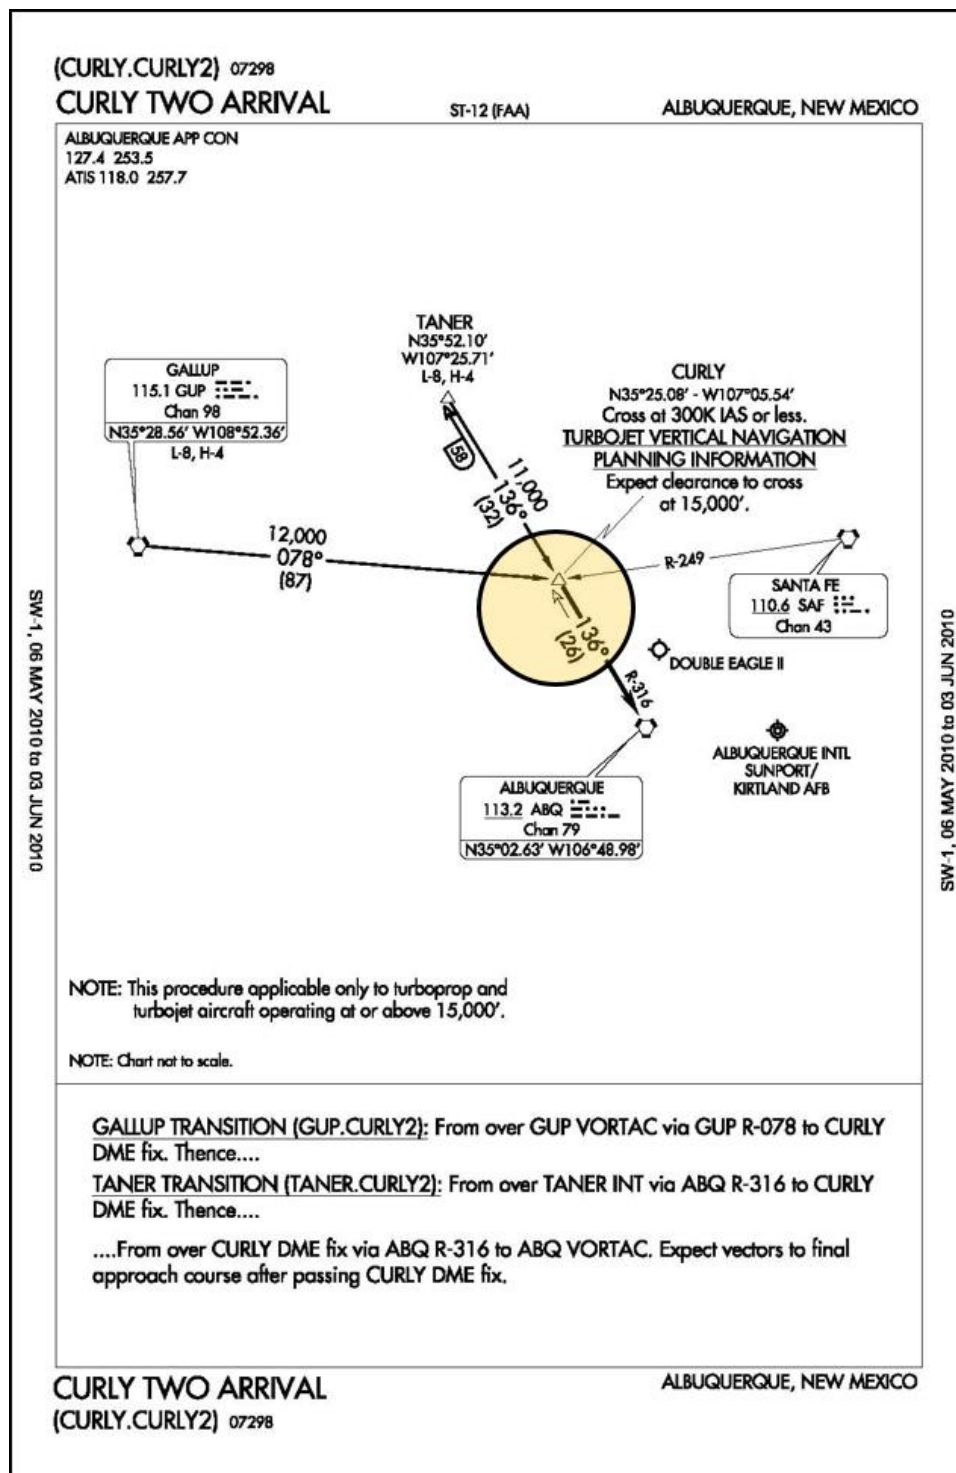 (CURLY.CURLY2) 07298
CURLY TWO ARRIVAL
ST-12 (FAA)
ALBUQUERQUE, NEW MEXICO
ALBUQUERQUE APP CON
127.4 253.5
ATIS 118.0 257.7
TANER
N35°52.10'
W107°25.71'
L-8, H-4
GALLUP
115.1 GUP
Chan 98
N35°28.56' W108°52.36'
L-8, H-4
CURLY
N35°25.08' - W107°05.54'
Cross at 300K IAS or less.
TURBOJET VERTICAL NAVIGATION
PLANNING INFORMATION
Expect clearance to cross
at 15,000'.
58
11,000
136°
(32)
12,000
078°
(87)
R-249
SANTA FE
110.6 SAF
Chan 43
136°
(26)
DOUBLE EAGLE II
R-316
ALBUQUERQUE INTL
SUNPORT/
KIRTLAND AFB
ALBUQUERQUE
113.2 ABQ
Chan 79
N35°02.63' W106°48.98'
SW-1, 06 MAY 2010 to 03 JUN 2010
SW-1, 06 MAY 2010 to 03 JUN 2010
NOTE: This procedure applicable only to turboprop and
turbojet aircraft operating at or above 15,000'.
NOTE: Chart not to scale.
GALLUP TRANSITION (GUP.CURLY2): From over GUP VORTAC via GUP R-078 to CURLY
DME fix. Thence....
TANER TRANSITION (TANER.CURLY2): From over TANER INT via ABQ R-316 to CURLY
DME fix. Thence....
....From over CURLY DME fix via ABQ R-316 to ABQ VORTAC. Expect vectors to final
approach course after passing CURLY DME fix.
CURLY TWO ARRIVAL
(CURLY.CURLY2) 07298
ALBUQUERQUE, NEW MEXICO